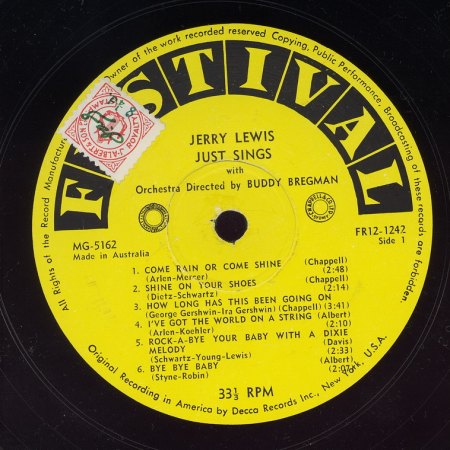 All Rights of the Record Manufacturer
Owner of the work recorded reserved Copying, Public Performance, Broadcasting of these records forbidden.
FESTIVAL
ROYALTY
JERRY LEWIS
JUST SINGS
with
Orchestra Directed by BUDDY BREGMAN
MG-5162
Made in Australia
FR12-1242
Side 1
1. COME RAIN OR COME SHINE (Chappell)
(Arlen-Mercer) (2:48)
2. SHINE ON YOUR SHOES (Chappell)
(Dietz-Schwartz) (2:14)
3. HOW LONG HAS THIS BEEN GOING ON
(George Gershwin-Ira Gershwin) (Chappell) (3:41)
4. I'VE GOT THE WORLD ON A STRING (Albert)
(Arlen-Koehler) (2:10)
5. ROCK-A-BYE YOUR BABY WITH A DIXIE
MELODY (Davis)
(Schwartz-Young-Lewis) (2:33)
6. BYE BYE BABY (Albert)
(Styne-Robin) (2:07)
33⅓ RPM
Original Recording in America by Decca Records Inc., New York, U.S.A.